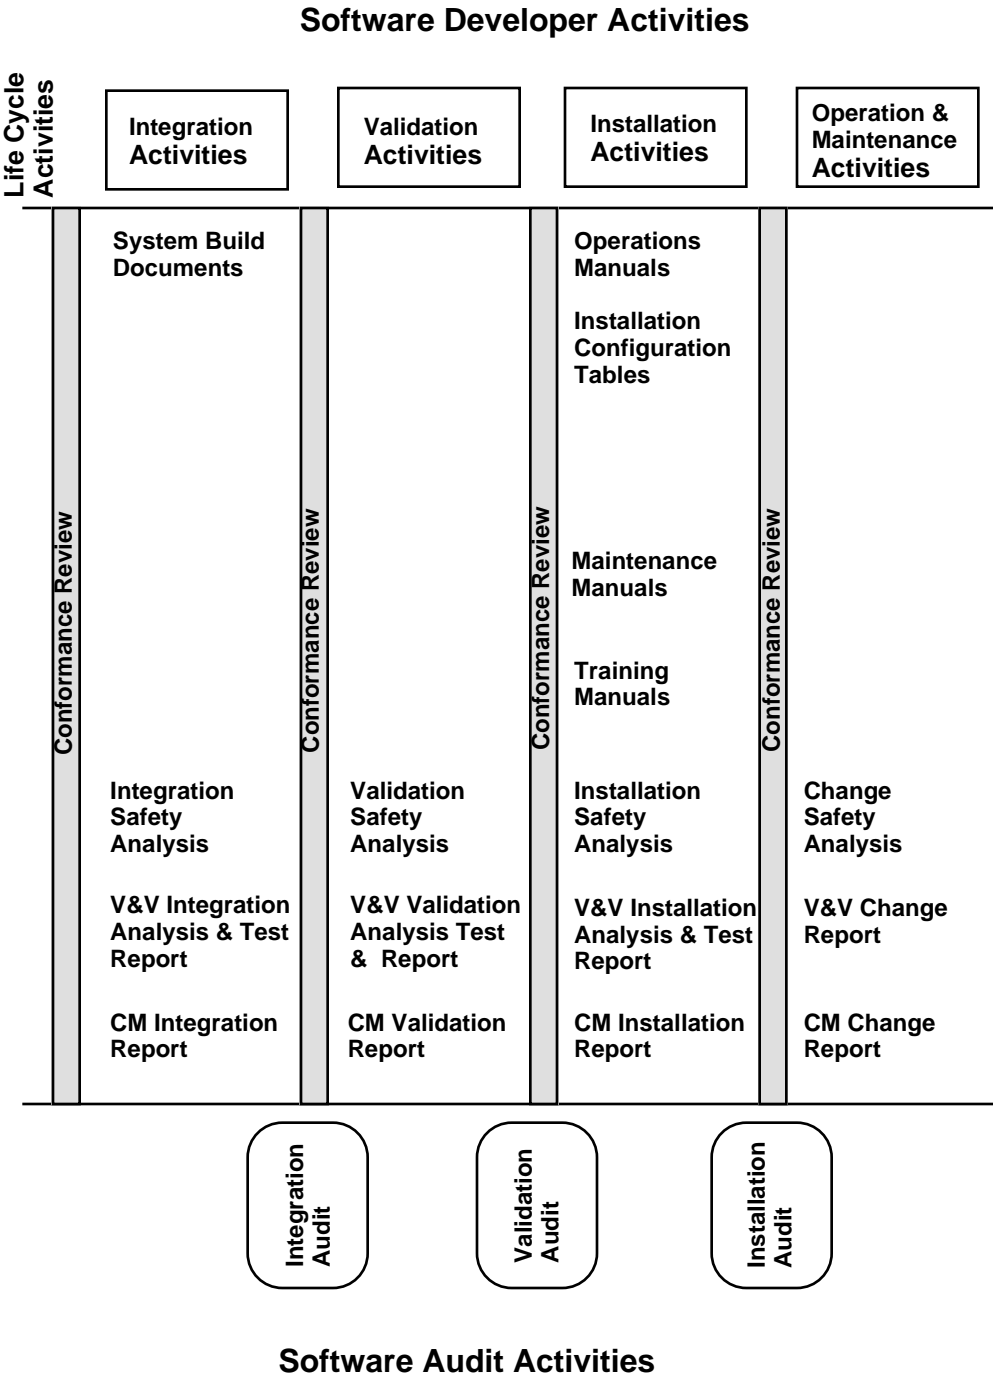 Software Developer Activities
Life Cycle
Activities
Integration
Activities
Validation
Activities
Installation
Activities
Operation &
Maintenance
Activities
Conformance Review
System Build
Documents
Integration
Safety
Analysis
V&V Integration
Analysis & Test
Report
CM Integration
Report
Conformance Review
Validation
Safety
Analysis
V&V Validation
Analysis Test
& Report
CM Validation
Report
Conformance Review
Operations
Manuals
Installation
Configuration
Tables
Maintenance
Manuals
Training
Manuals
Installation
Safety
Analysis
V&V Installation
Analysis & Test
Report
CM Installation
Report
Conformance Review
Change
Safety
Analysis
V&V Change
Report
CM Change
Report
Integration
Audit
Validation
Audit
Installation
Audit
Software Audit Activities